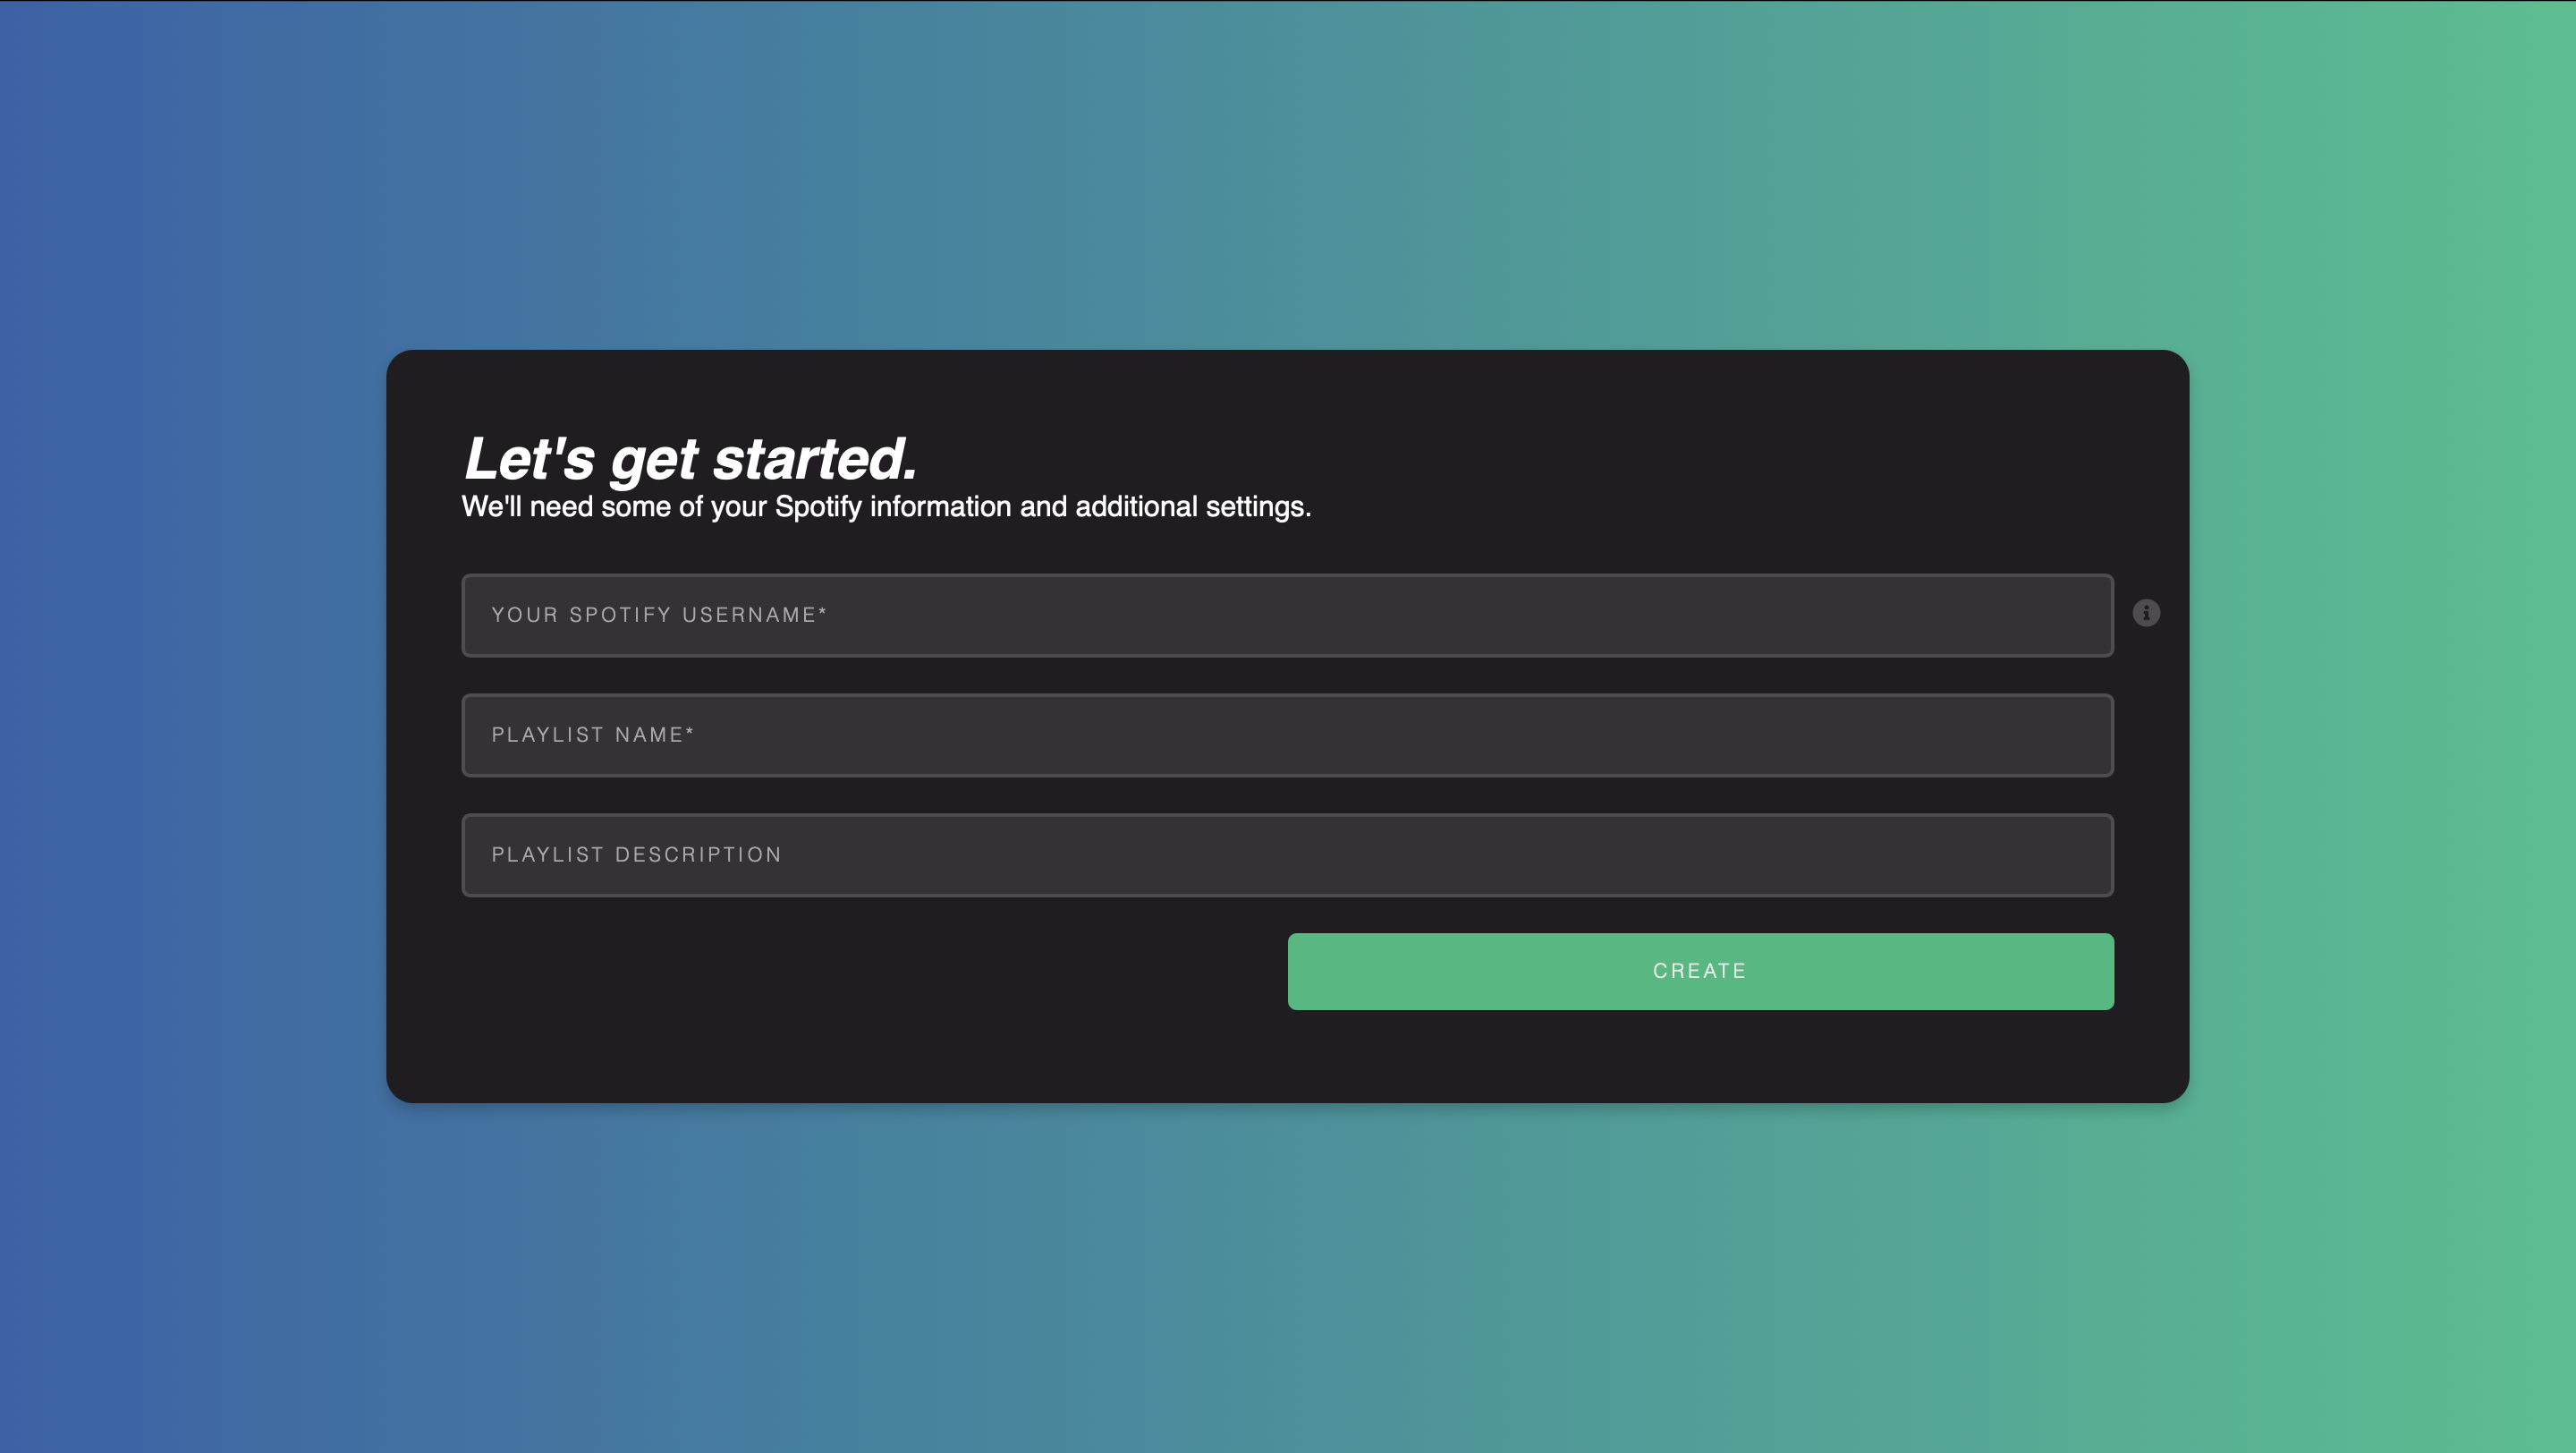 Let's get started.
We'll need some of your Spotify information and additional settings.
YOUR SPOTIFY USERNAME*
PLAYLIST NAME*
PLAYLIST DESCRIPTION
CREATE